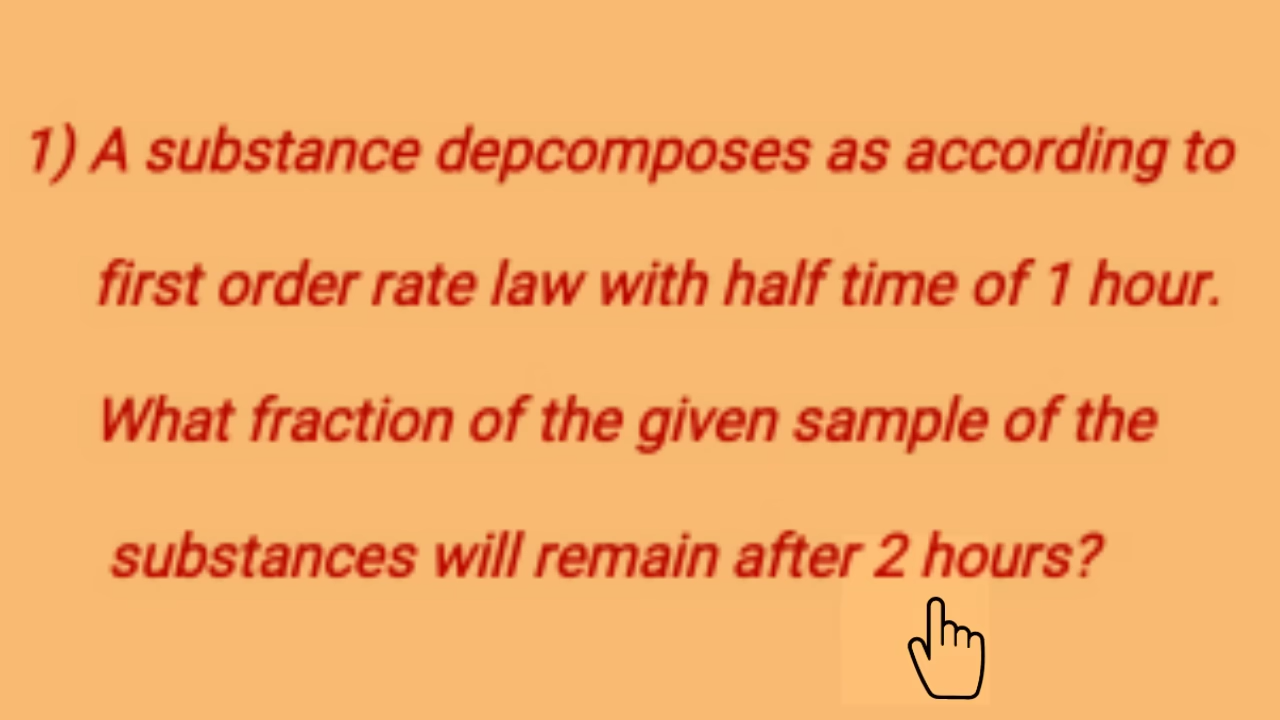 1) A substance depcomposes as according to
first order rate law with half time of 1 hour.
What fraction of the given sample of the
substances will remain after 2 hours?